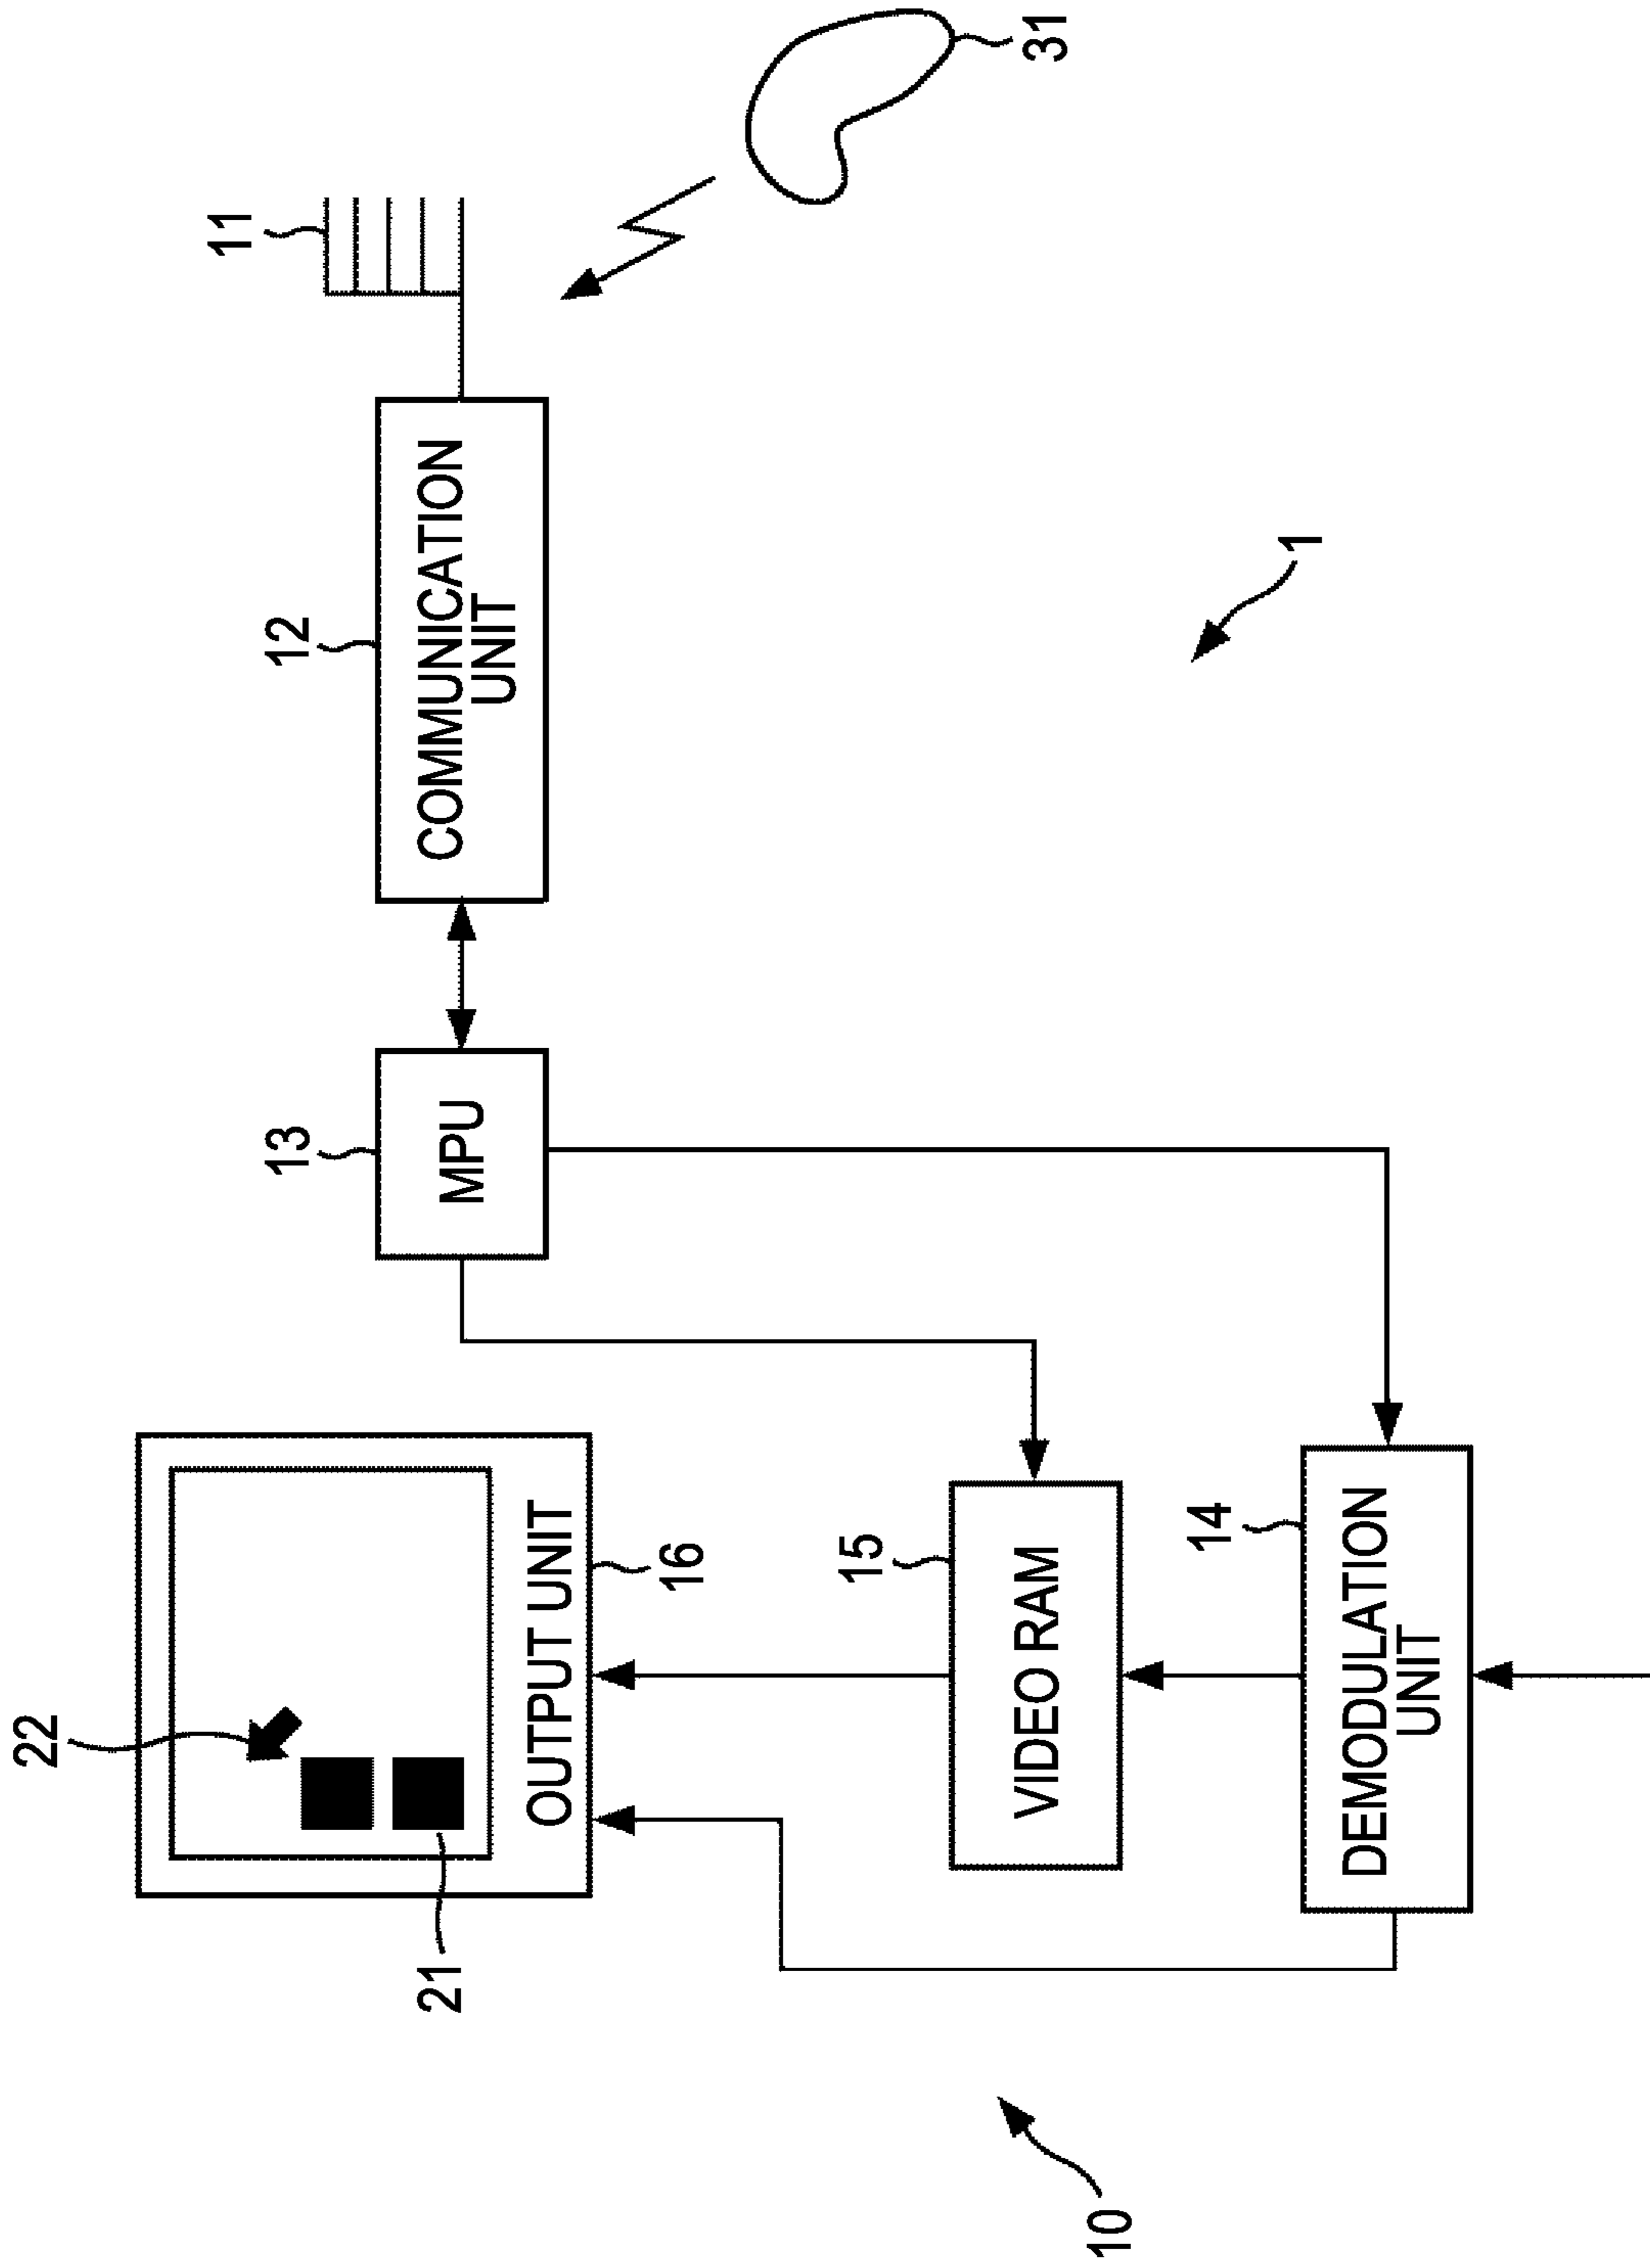 22
11
13
12
21
MPU
COMMUNICATION
UNIT
OUTPUT UNIT
16
15
VIDEO RAM
31
10
14
1
DEMODULATION
UNIT